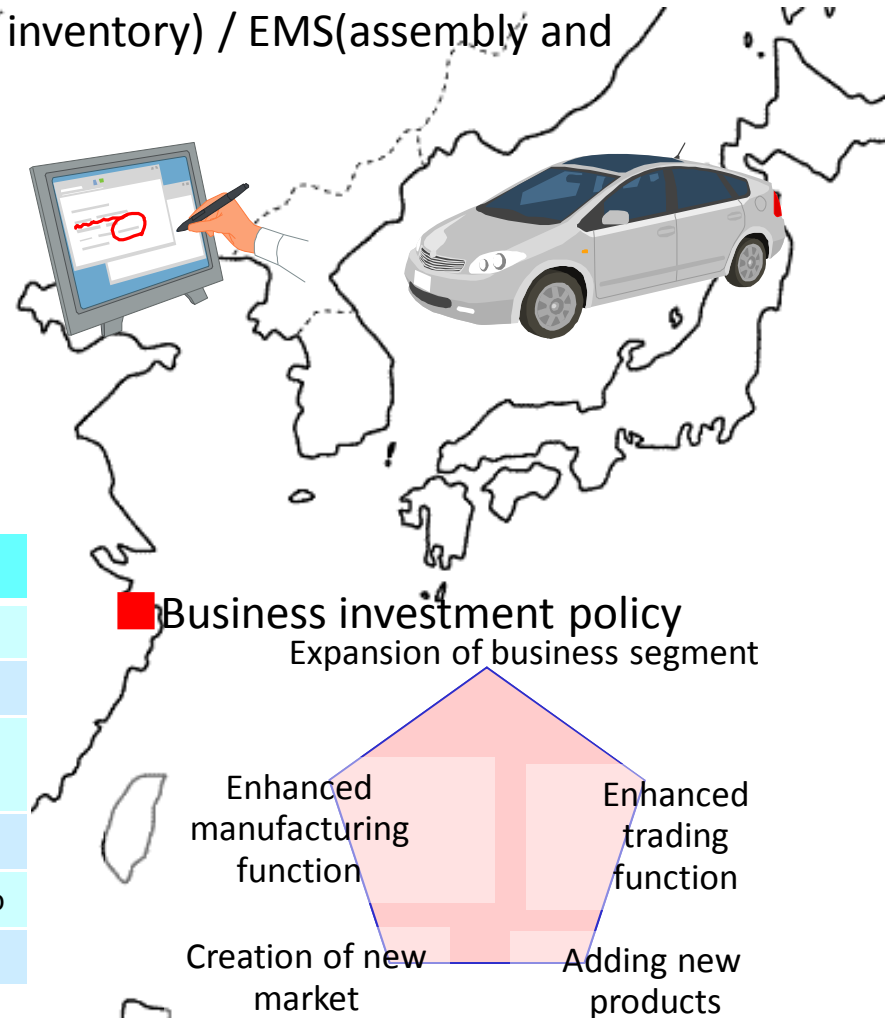 inventory) / EMS(assembly and
Business investment policy
Expansion of business segment
Enhanced
manufacturing
function
Enhanced
trading
function
Creation of new
market
Adding new
products